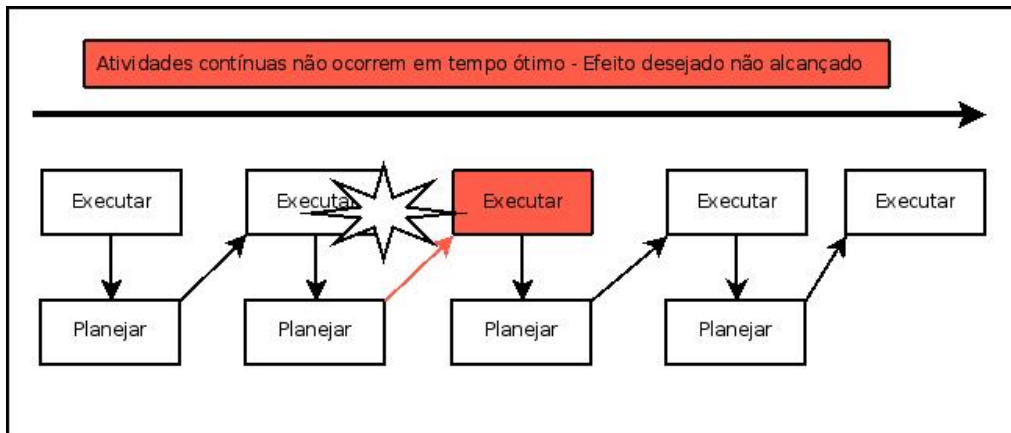 Atividades contínuas não ocorrem em tempo ótimo - Efeito desejado não alcançado
Executar
Executar
Executar
Executar
Executar
Planejar
Planejar
Planejar
Planejar